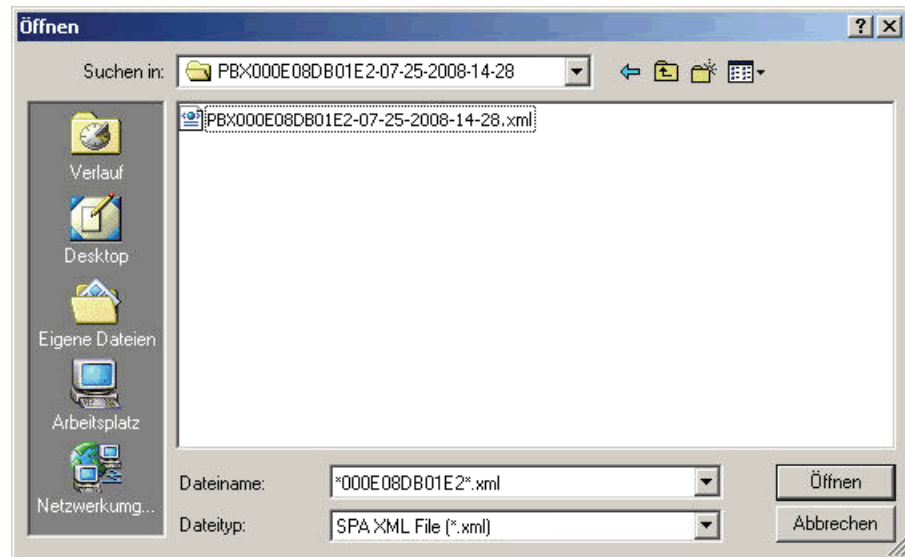 Öffnen
Suchen in: PBX000E08DB01E2-07-25-2008-14-28
PBX000E08DB01E2-07-25-2008-14-28.xml
Verlauf
Desktop
Eigene Dateien
Arbeitsplatz
Netzwerkumg...
Dateiname: *000E08DB01E2*.xml Öffnen
Dateityp: SPA XML File (*.xml) Abbrechen